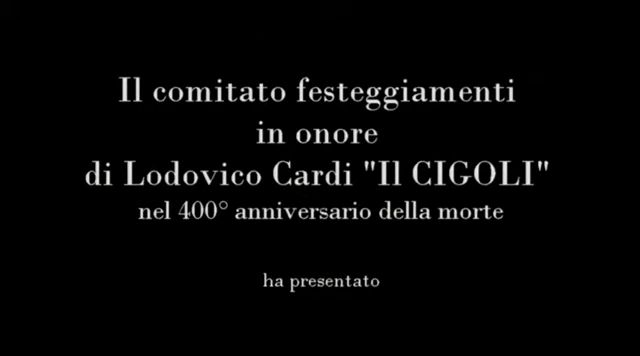 Il comitato festeggiamenti
in onore
di Lodovico Cardi "Il CIGOLI"
nel 400° anniversario della morte
ha presentato